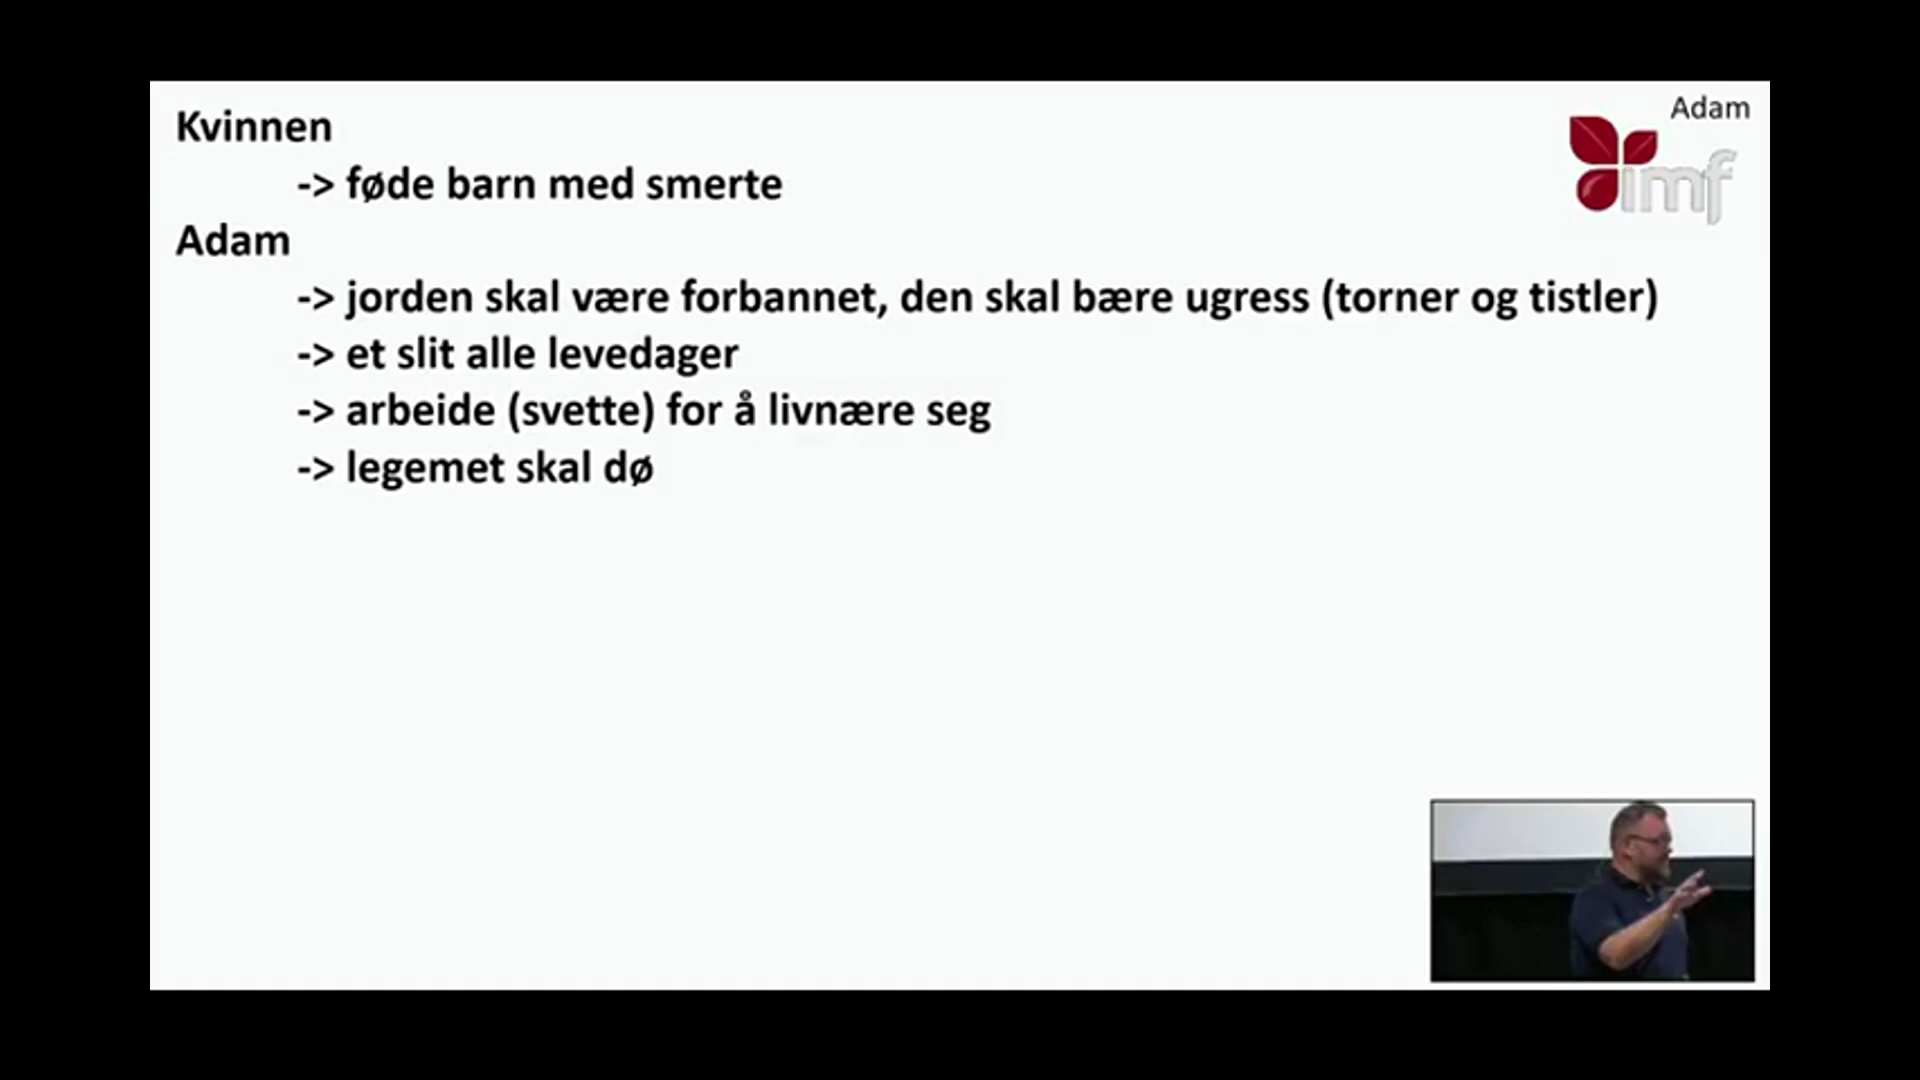 Adam
imf
Kvinnen
-> føde barn med smerte
Adam
-> jorden skal være forbannet, den skal bære ugress (torner og tistler)
-> et slit alle levedager
-> arbeide (svette) for å livnære seg
-> legemet skal dø